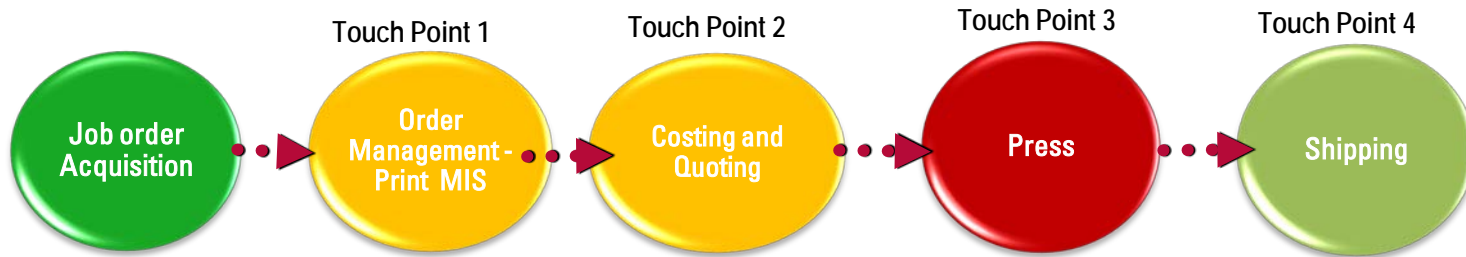 Touch Point 1
Touch Point 2
Touch Point 3
Touch Point 4
Job order
Acquisition
Order
Management -
Print MIS
Costing and
Quoting
Press
Shipping